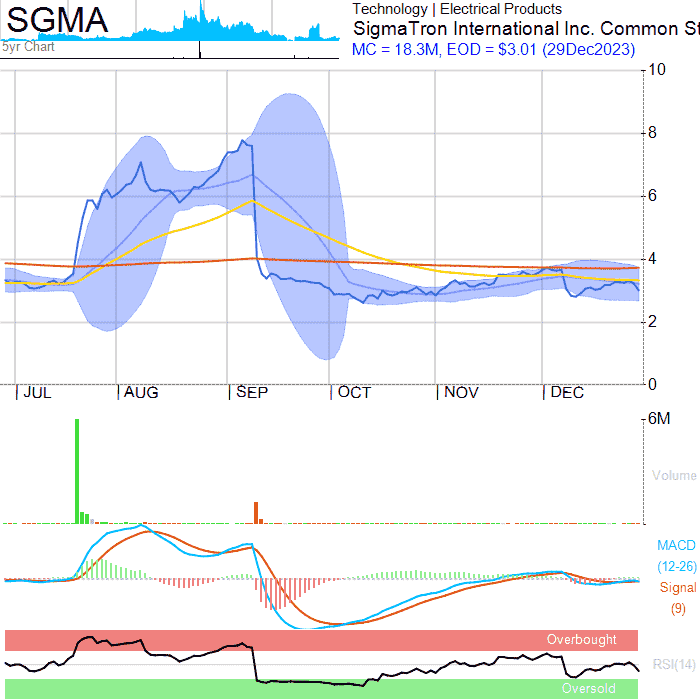 SGMA
5yr Chart
Technology | Electrical Products
SigmaTron International Inc. Common St
MC = 18.3M, EOD = $3.01 (29Dec2023)
10
8
6
4
2
0
JUL AUG SEP OCT NOV DEC
6M
Volume
MACD
(12-26)
Signal
(9)
Overbought
RSI(14)
Oversold